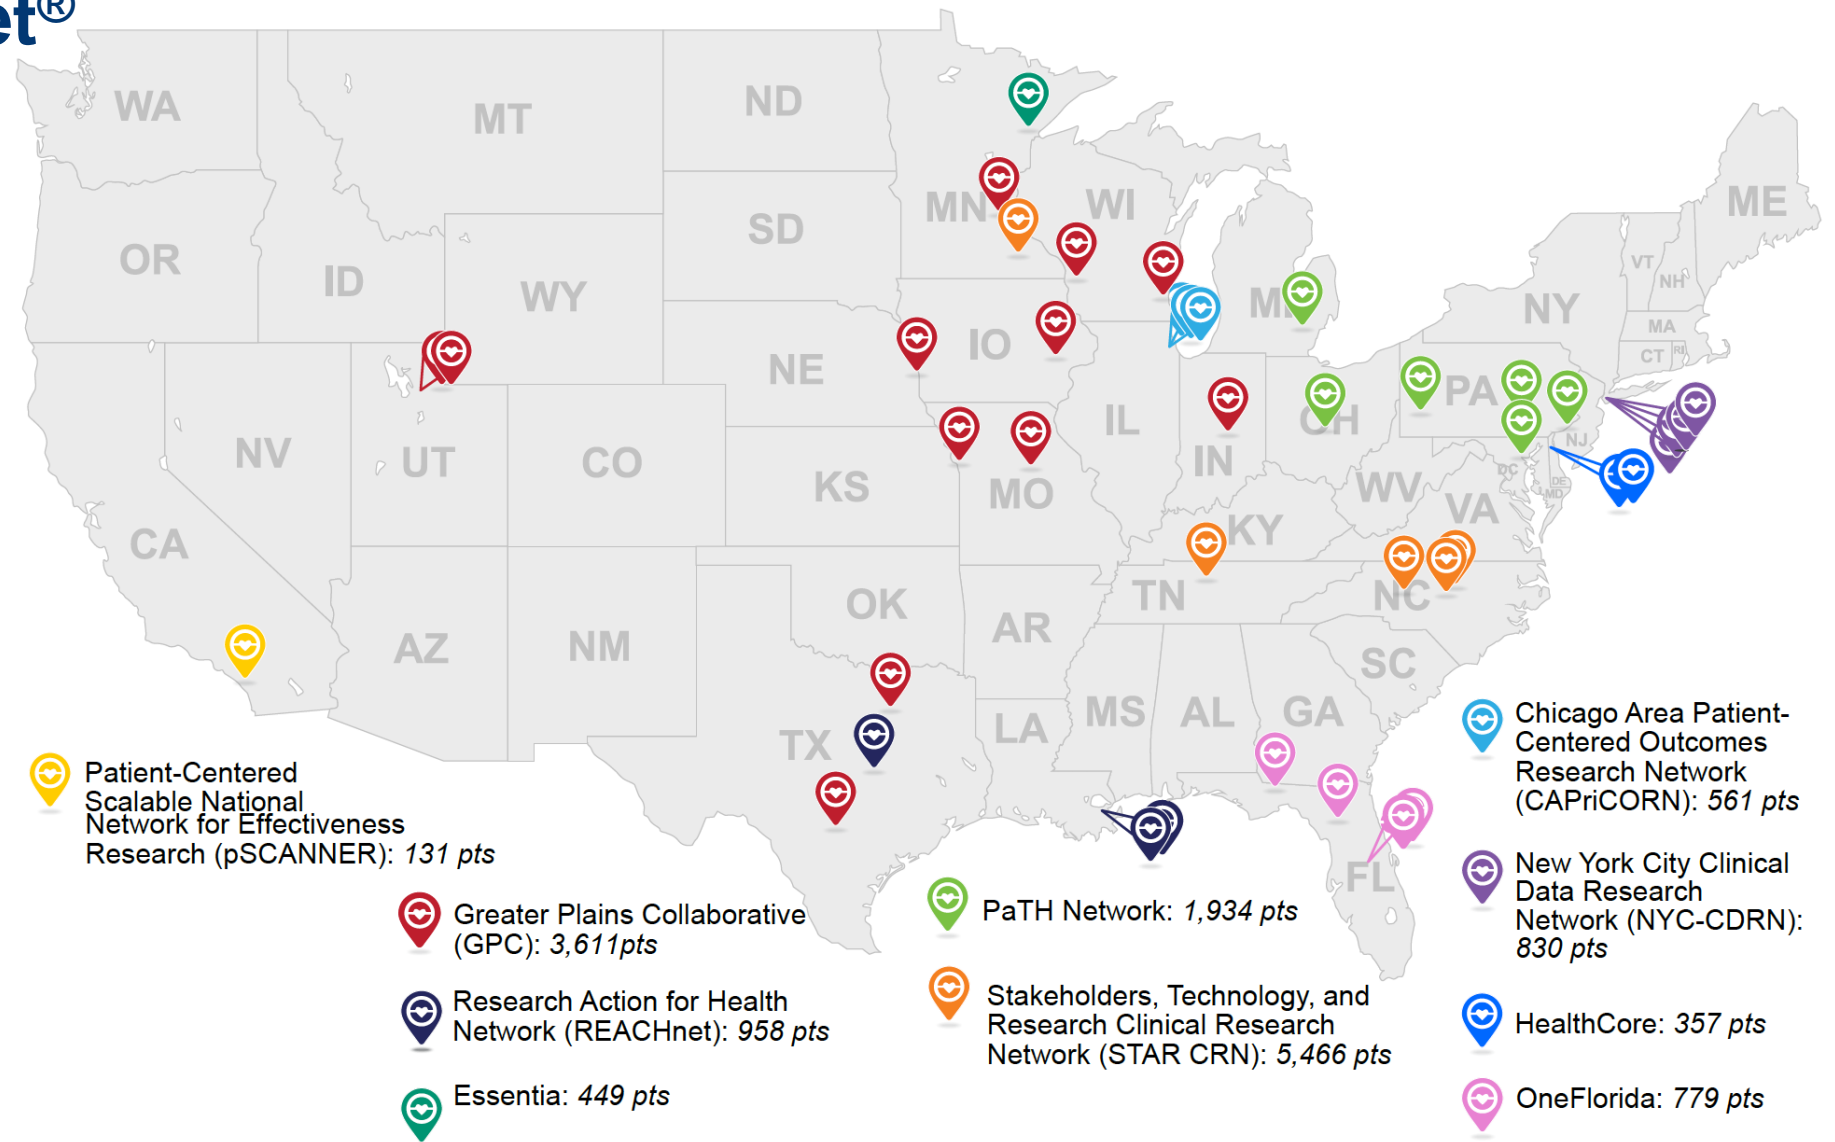 et®
WA
MT
ND
MN
WI
ME
OR
ID
WY
SD
MI
NY
VT
NH
MA
CT
RI
NV
UT
CO
NE
IO
IL
IN
OH
PA
NJ
CA
KS
MO
KY
WV
VA
DC
DE
MD
AZ
NM
OK
AR
TN
NC
SC
TX
LA
MS
AL
GA
FL
Patient-Centered
Scalable National
Network for Effectiveness
Research (pSCANNER): 131 pts
Greater Plains Collaborative
(GPC): 3,611pts
Research Action for Health
Network (REACHnet): 958 pts
Essentia: 449 pts
PaTH Network: 1,934 pts
Stakeholders, Technology, and
Research Clinical Research
Network (STAR CRN): 5,466 pts
Chicago Area Patient-
Centered Outcomes
Research Network
(CAPriCORN): 561 pts
New York City Clinical
Data Research
Network (NYC-CDRN):
830 pts
HealthCore: 357 pts
OneFlorida: 779 pts